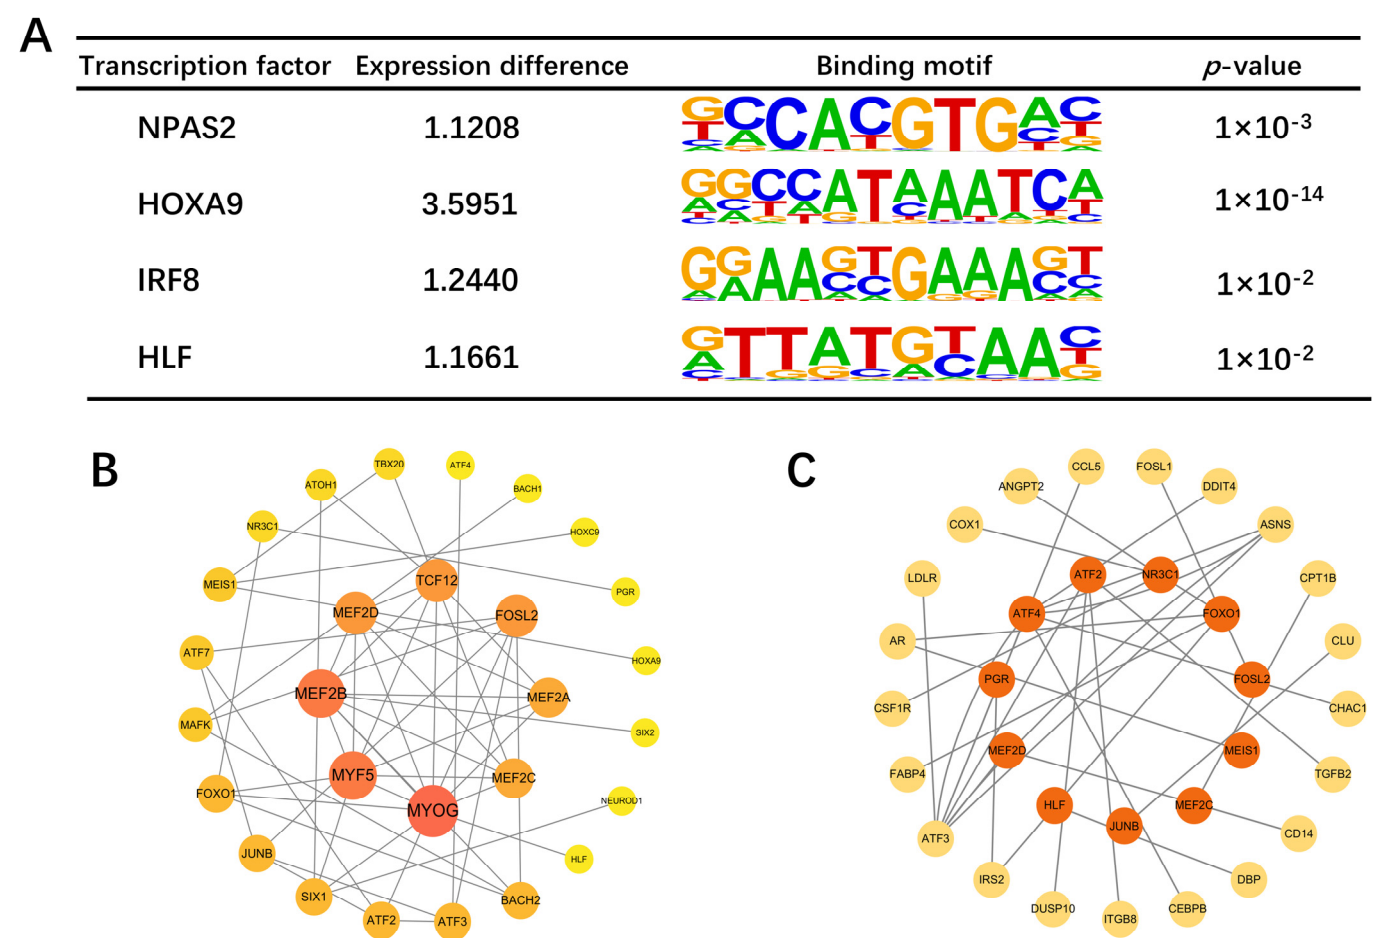 A
Transcription factor Expression difference Binding motif p-value
NPAS2 1.1208 1×10-3
HOXA9 3.5951 1×10-14
IRF8 1.2440 1×10-2
HLF 1.1661 1×10-2
B
TBX20
ATF4
ATOH1
BACH1
NR3C1
HOXC9
TCF12
MEIS1
PGR
MEF2D
FOSL2
ATF7
HOXA9
MEF2B
MEF2A
MAFK
SIX2
MYF5
MEF2C
FOXO1
NEUROD1
MYOG
JUNB
HLF
SIX1
BACH2
ATF2
ATF3
C
CCL5
FOSL1
ANGPT2
DDIT4
COX1
ASNS
LDLR
ATF2
NR3C1
CPT1B
ATF4
FOXO1
AR
CLU
PGR
FOSL2
CSF1R
CHAC1
MEF2D
MEIS1
FABP4
TGFB2
HLF
MEF2C
JUNB
ATF3
CD14
IRS2
DBP
DUSP10
ITGB8
CEBPB